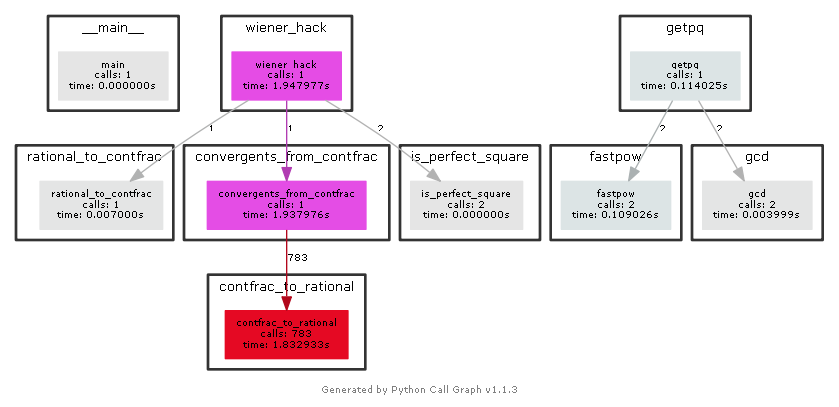 __main__
main
calls: 1
time: 0.000000s
wiener_hack
wiener_hack
calls: 1
time: 1.947977s
getpq
getpq
calls: 1
time: 0.114025s
1
1
2
2
2
rational_to_contfrac
rational_to_contfrac
calls: 1
time: 0.007000s
convergents_from_contfrac
convergents_from_contfrac
calls: 1
time: 1.937976s
is_perfect_square
is_perfect_square
calls: 2
time: 0.000000s
fastpow
fastpow
calls: 2
time: 0.109026s
gcd
gcd
calls: 2
time: 0.003999s
783
contfrac_to_rational
contfrac_to_rational
calls: 783
time: 1.832933s
Generated by Python Call Graph v1.1.3